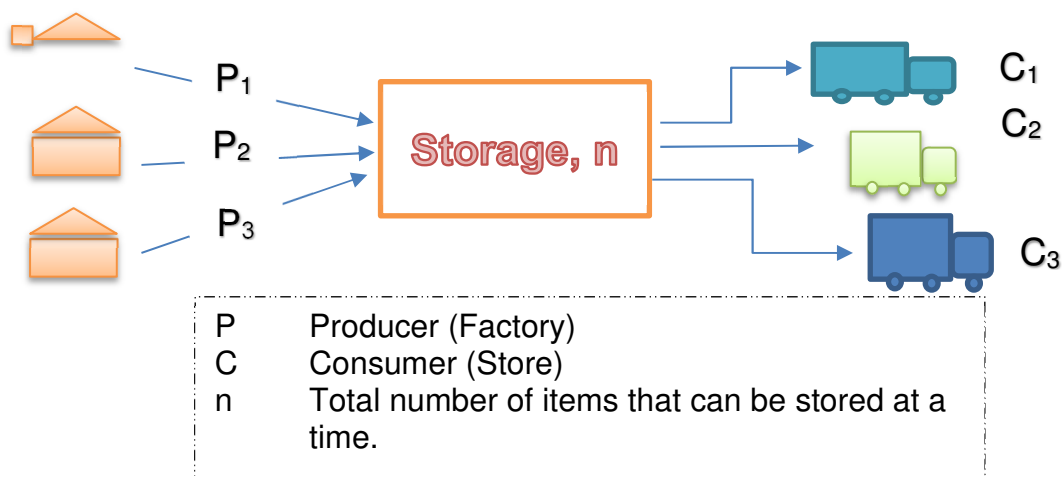 P₁
P₂
P₃
Storage, n
C₁
C₂
C₃
P Producer (Factory)
C Consumer (Store)
n Total number of items that can be stored at a
time.